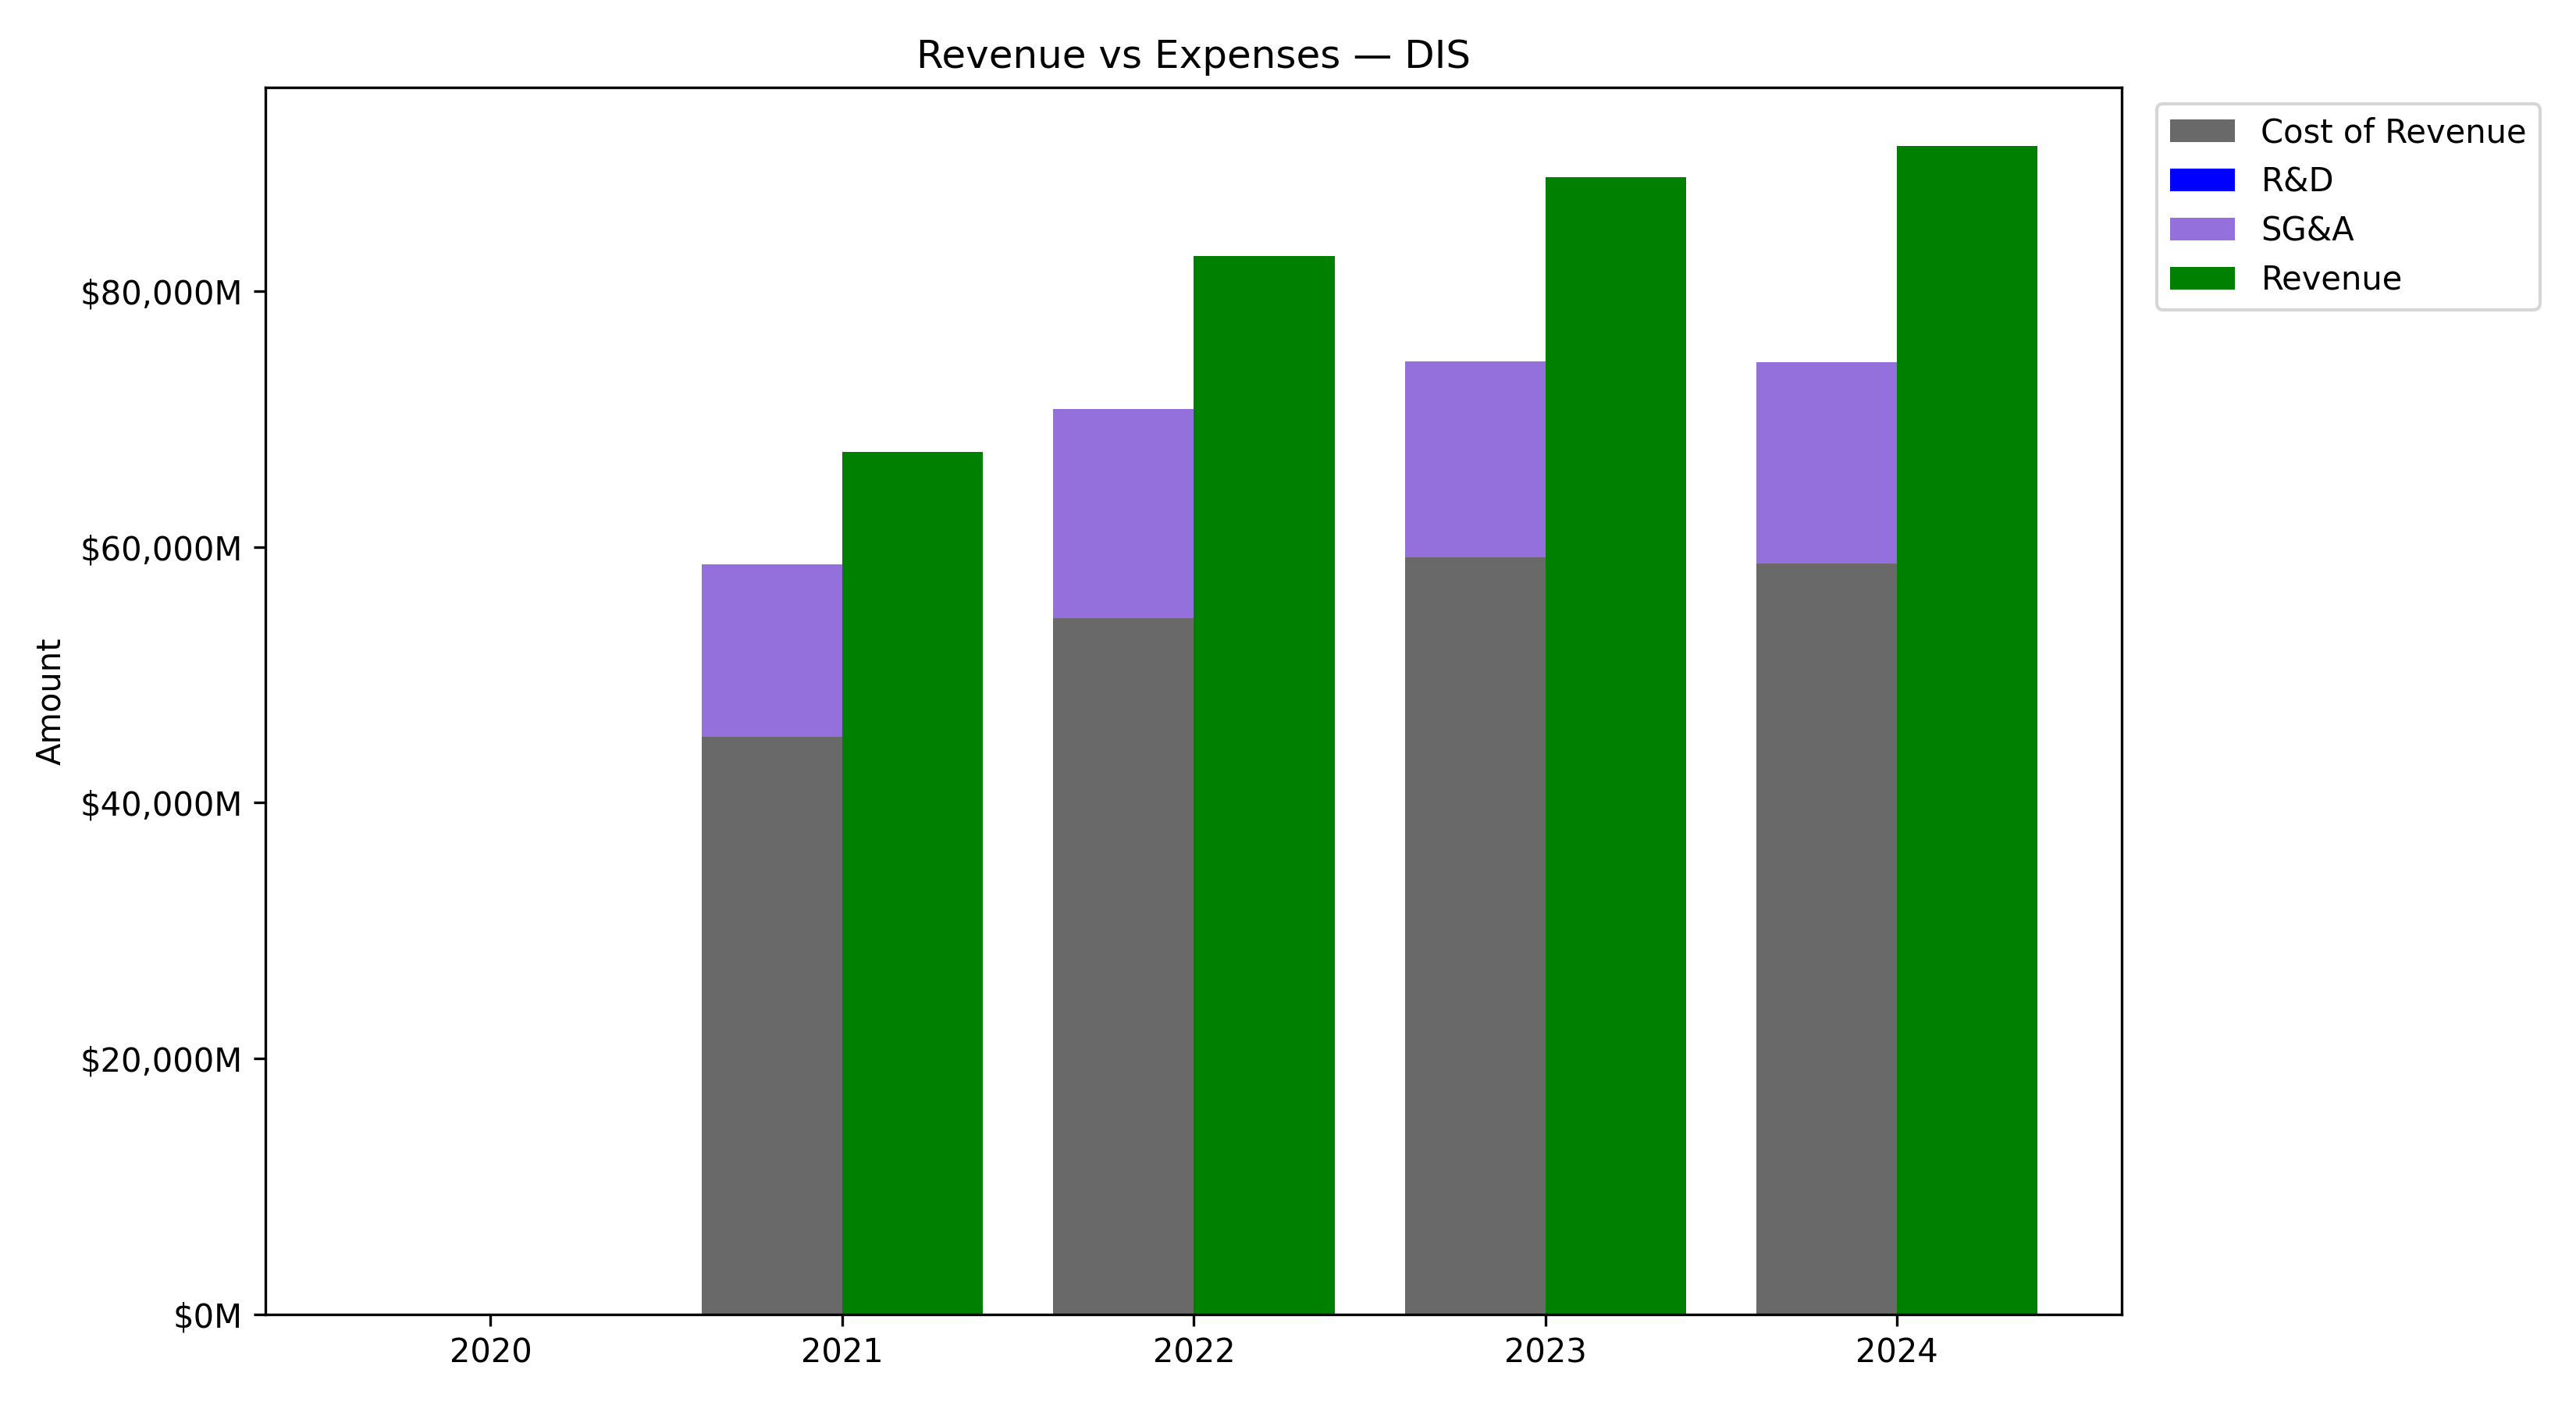 Revenue vs Expenses — DIS
Cost of Revenue
R&D
SG&A
Revenue
Amount
$80,000M
$60,000M
$40,000M
$20,000M
$0M
2020 2021 2022 2023 2024